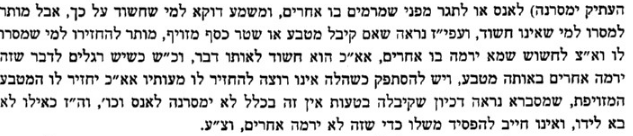 העתיק ימסרנה) לאנס או לתגר מפני שמרמים בו אחרים, ומשמע דוקא למי שחשוד על כך, אבל מותר
למסרו למי שאינו חשוד, ועפי״ז נראה שאם קיבל מטבע או שטר כסף מזויף, מותר להחזירו למי שמסרו
לו וא״צ לחשוש שמא ירמה בו אחרים, אא״כ הוא חשוד לאותו דבר, וכ״ש כשיש רגלים לדבר שזה
ירמה אחרים באותה מטבע, ויש להסתפק כשהלה אינו רוצה להחזיר לו מעותיו אא״כ יחזיר לו המטבע
המזויפת, שמסברא נראה דכיון שקיבלה בטעות אין זה בכלל לא ימסרנה לאנס וכו׳, וה״ז כאילו לא
בא לידו, ואינו חייב להפסיד משלו כדי שזה לא ירמה אחרים, וצ״ע.